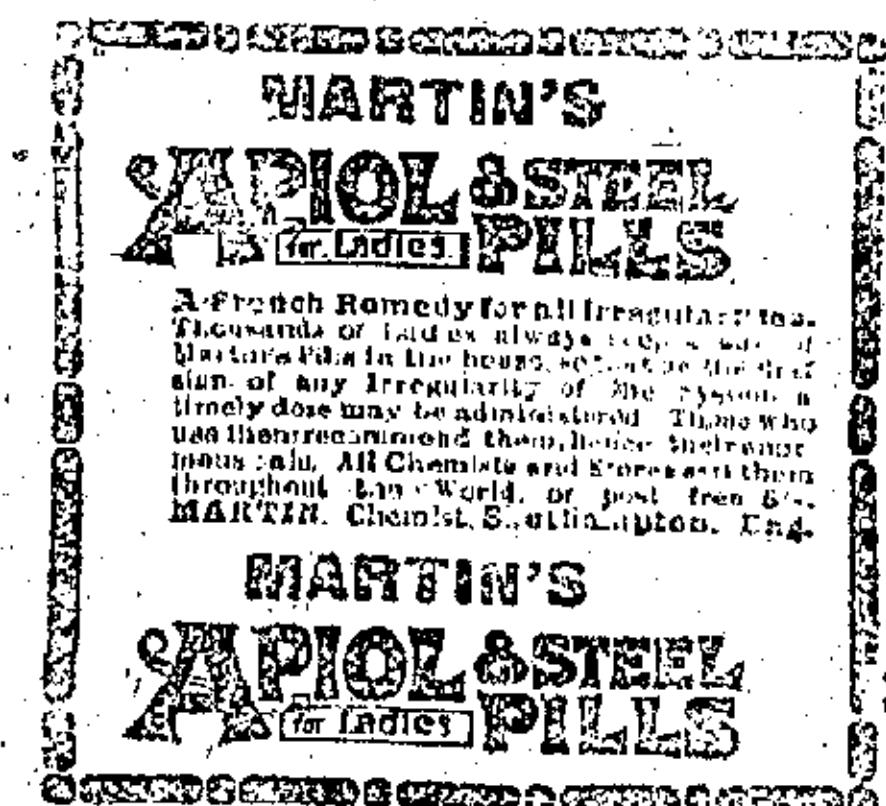 MARTIN'S
APIOL & STEEL
for Ladies PILLS
A French Remedy for all Irregularities.
Thousands of Ladies always keep a box of
Martin's Pills in the house, so that on the first
sign of any Irregularity of the System a
timely dose may be administered. Those who
use them recommend them, hence their enor-
mous sale. All Chemists and Stores sell them
throughout the World, or post free 5/-.
MARTIN, Chemist, Southampton, Eng.
MARTIN'S
APIOL & STEEL
for Ladies PILLS